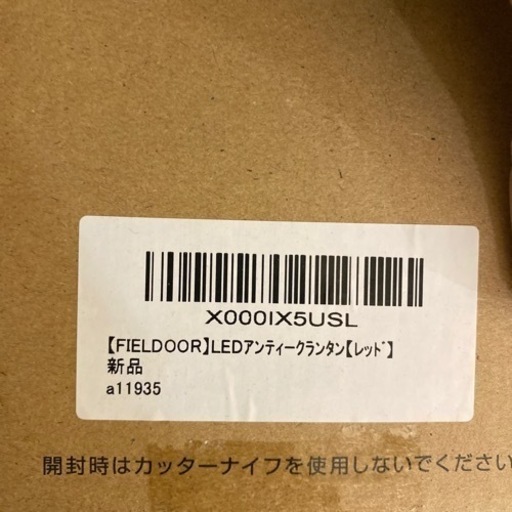 X000IX5USL
【FIELDOOR】LEDアンティークランタン【レッド】
新品
a11935
開封時はカッターナイフを使用しないでください